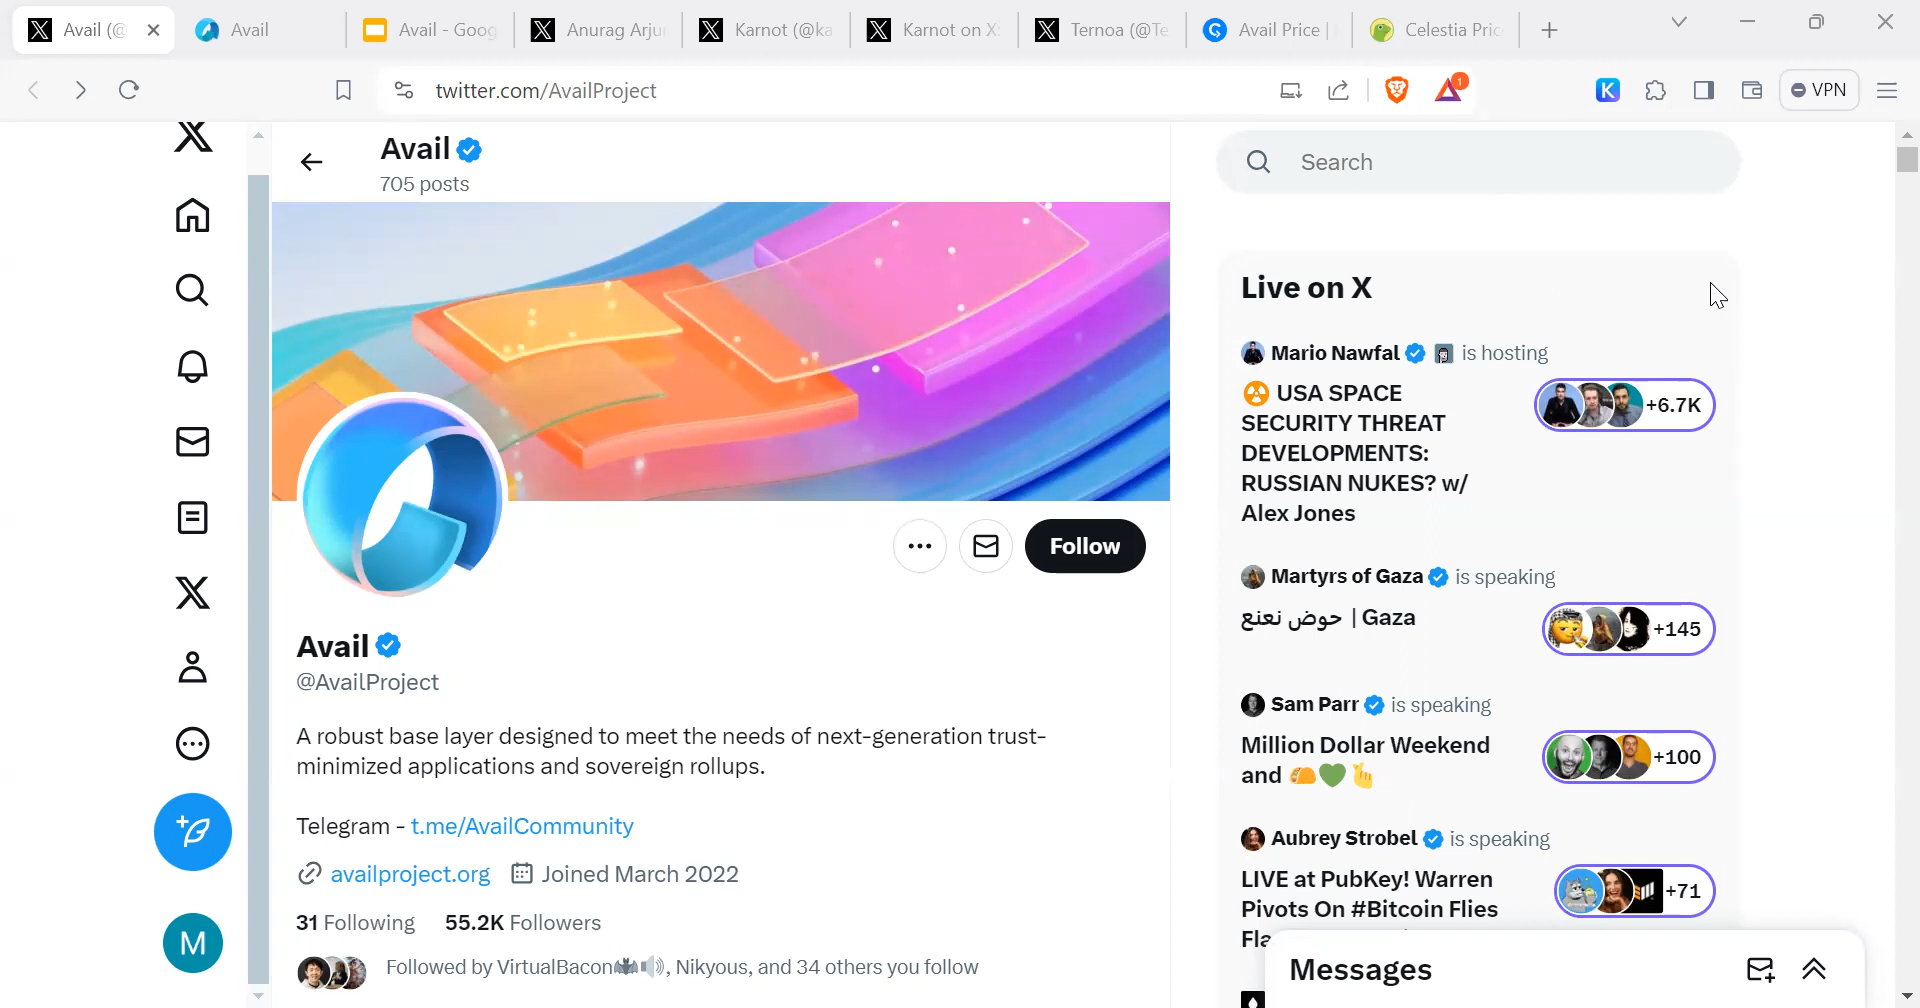 Avail (@
Avail
Avail - Goog
Anurag Arju
Karnot (@ka
Karnot on X:
Ternoa (@Te
Avail Price |
Celestia Pric
twitter.com/AvailProject
1
K
VPN
Avail
705 posts
Search
Follow
Avail
@AvailProject
A robust base layer designed to meet the needs of next-generation trust-
minimized applications and sovereign rollups.
Telegram - t.me/AvailCommunity
availproject.org Joined March 2022
31 Following 55.2K Followers
Followed by VirtualBacon🦇🔊, Nikyous, and 34 others you follow
M
Live on X
Mario Nawfal is hosting
☢️ USA SPACE
SECURITY THREAT
DEVELOPMENTS:
RUSSIAN NUKES? w/
Alex Jones
+6.7K
Martyrs of Gaza is speaking
حوض نعنع | Gaza
+145
Sam Parr is speaking
Million Dollar Weekend
and 🌮💚🫰
+100
Aubrey Strobel is speaking
LIVE at PubKey! Warren
Pivots On #Bitcoin Flies
+71
Messages